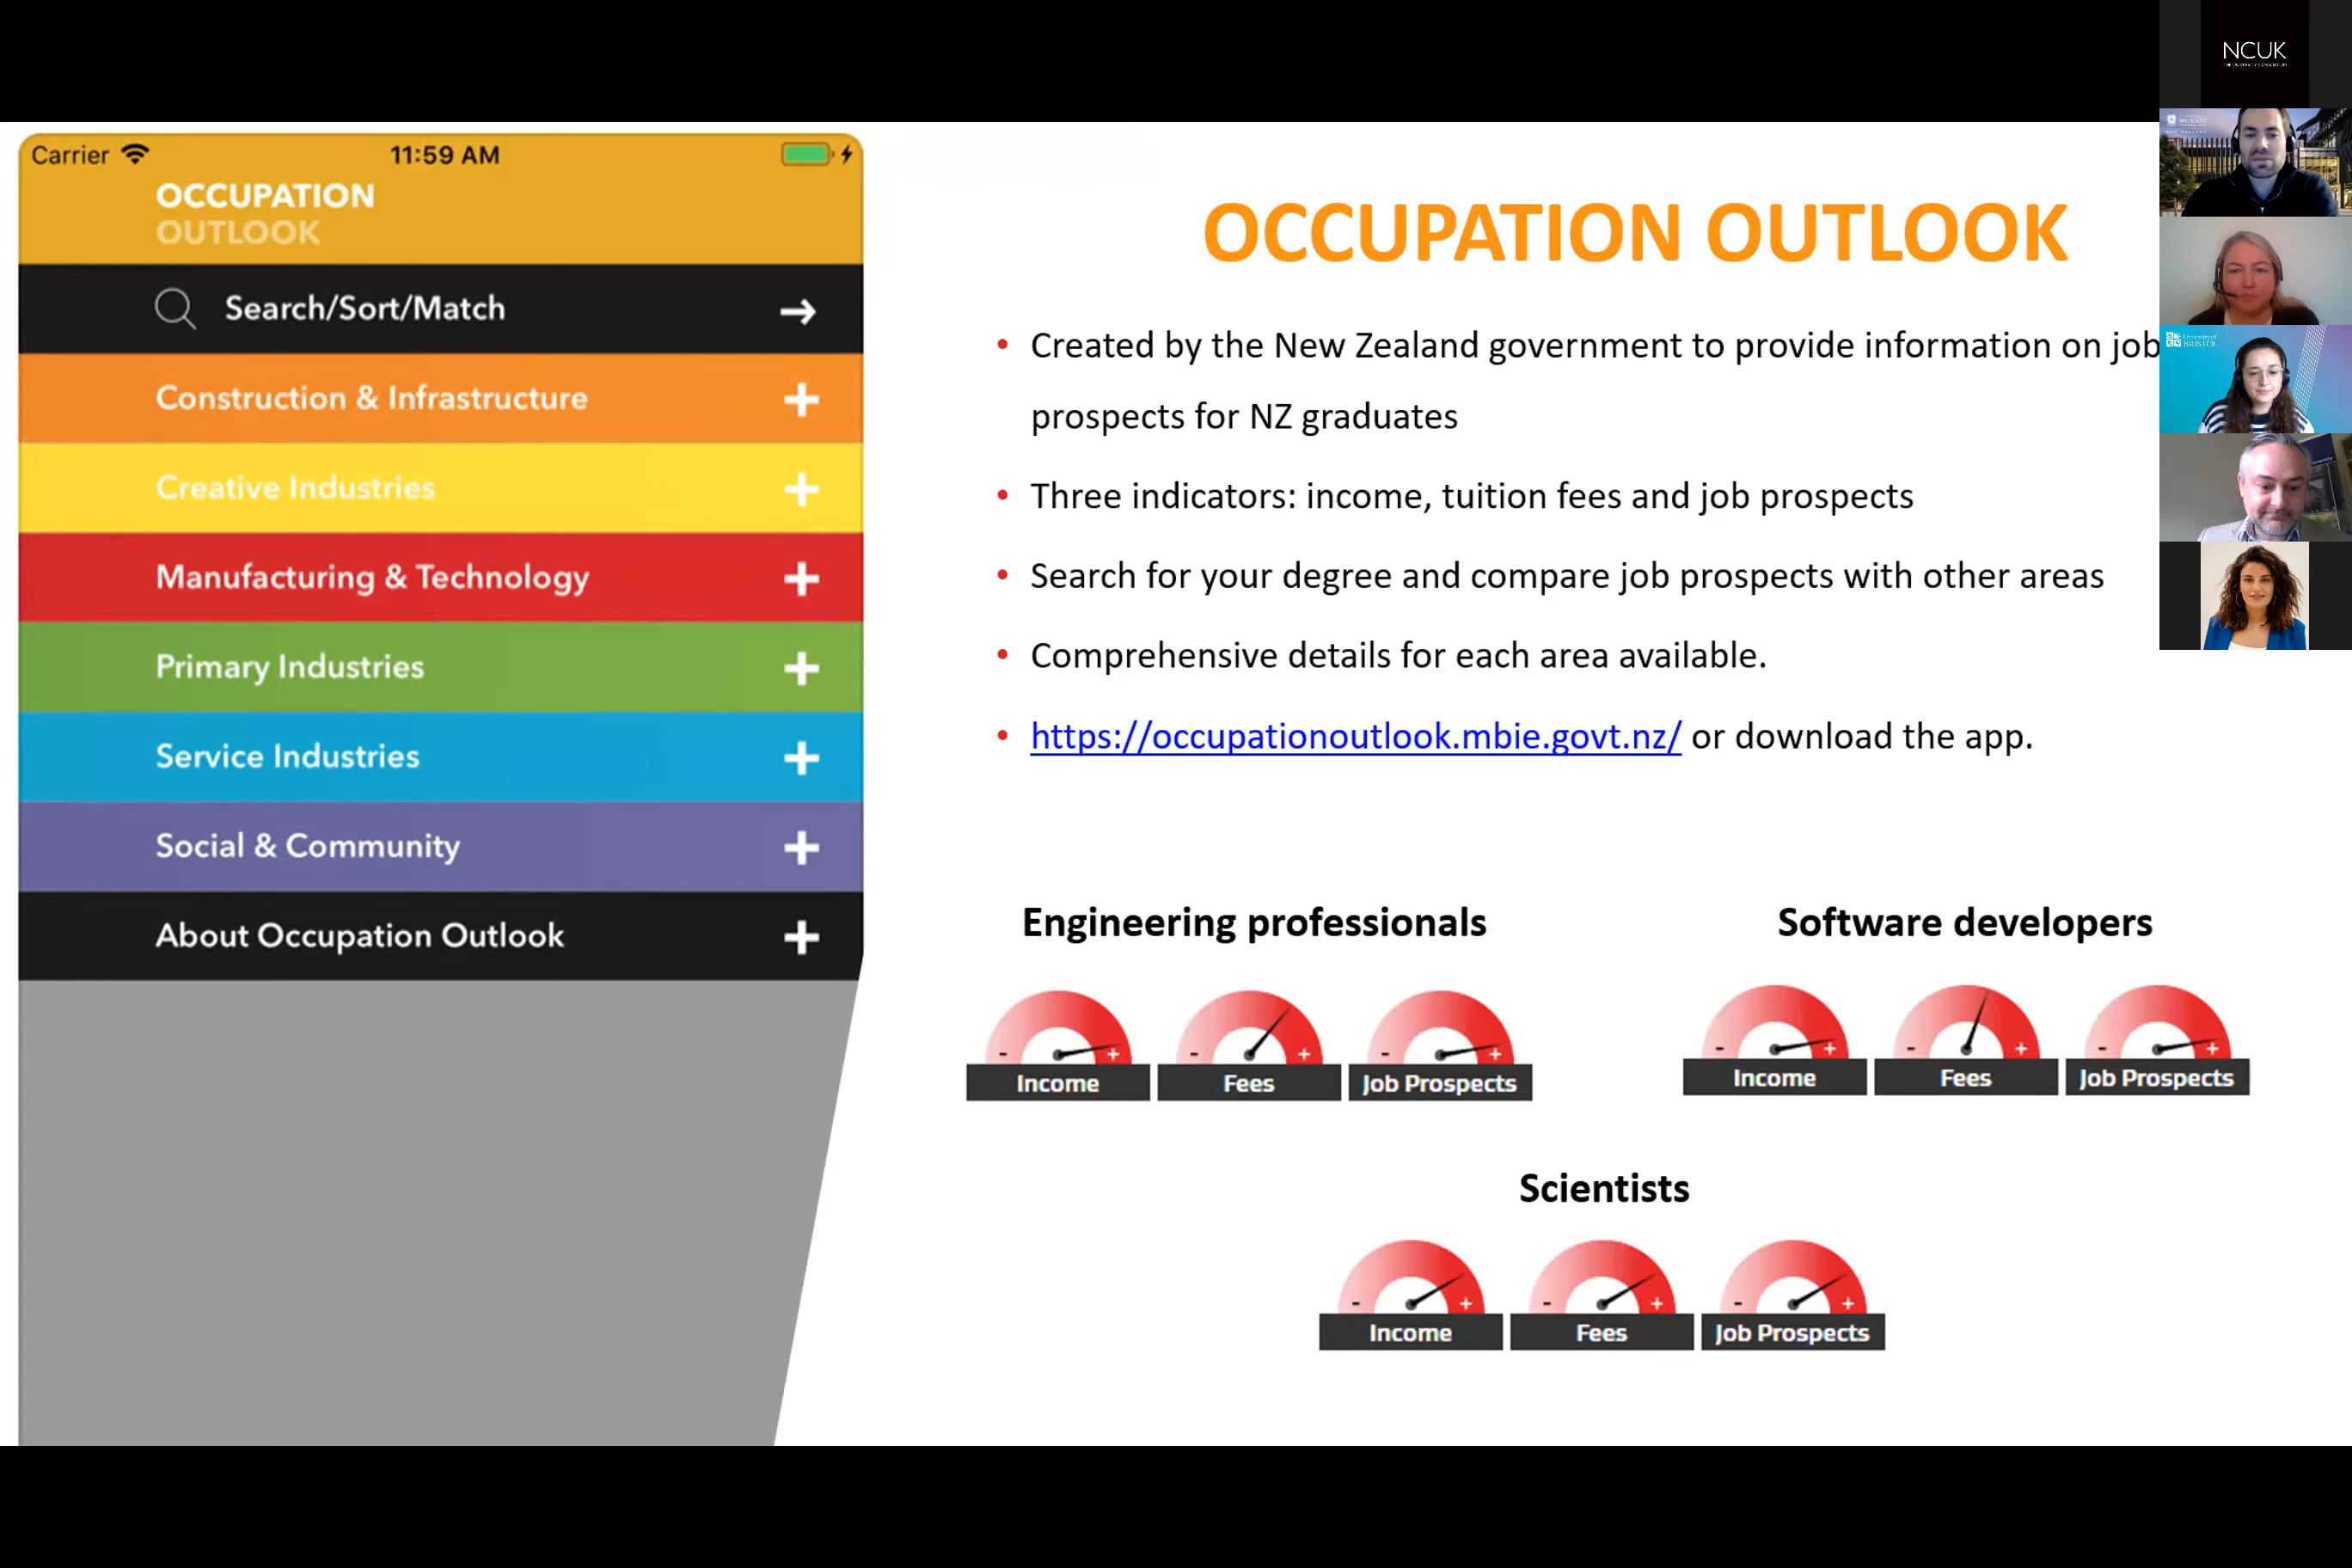 NCUK
Carrier
11:59 AM
OCCUPATION
OUTLOOK
Search/Sort/Match
Construction & Infrastructure
Creative Industries
Manufacturing & Technology
Primary Industries
Service Industries
Social & Community
About Occupation Outlook
OCCUPATION OUTLOOK
• Created by the New Zealand government to provide information on job
prospects for NZ graduates
• Three indicators: income, tuition fees and job prospects
• Search for your degree and compare job prospects with other areas
• Comprehensive details for each area available.
• https://occupationoutlook.mbie.govt.nz/ or download the app.
Engineering professionals
- + Income
- + Fees
- + Job Prospects
Software developers
- + Income
- + Fees
- + Job Prospects
Scientists
- + Income
- + Fees
- + Job Prospects
WAIKATO
University of
BRISTOL